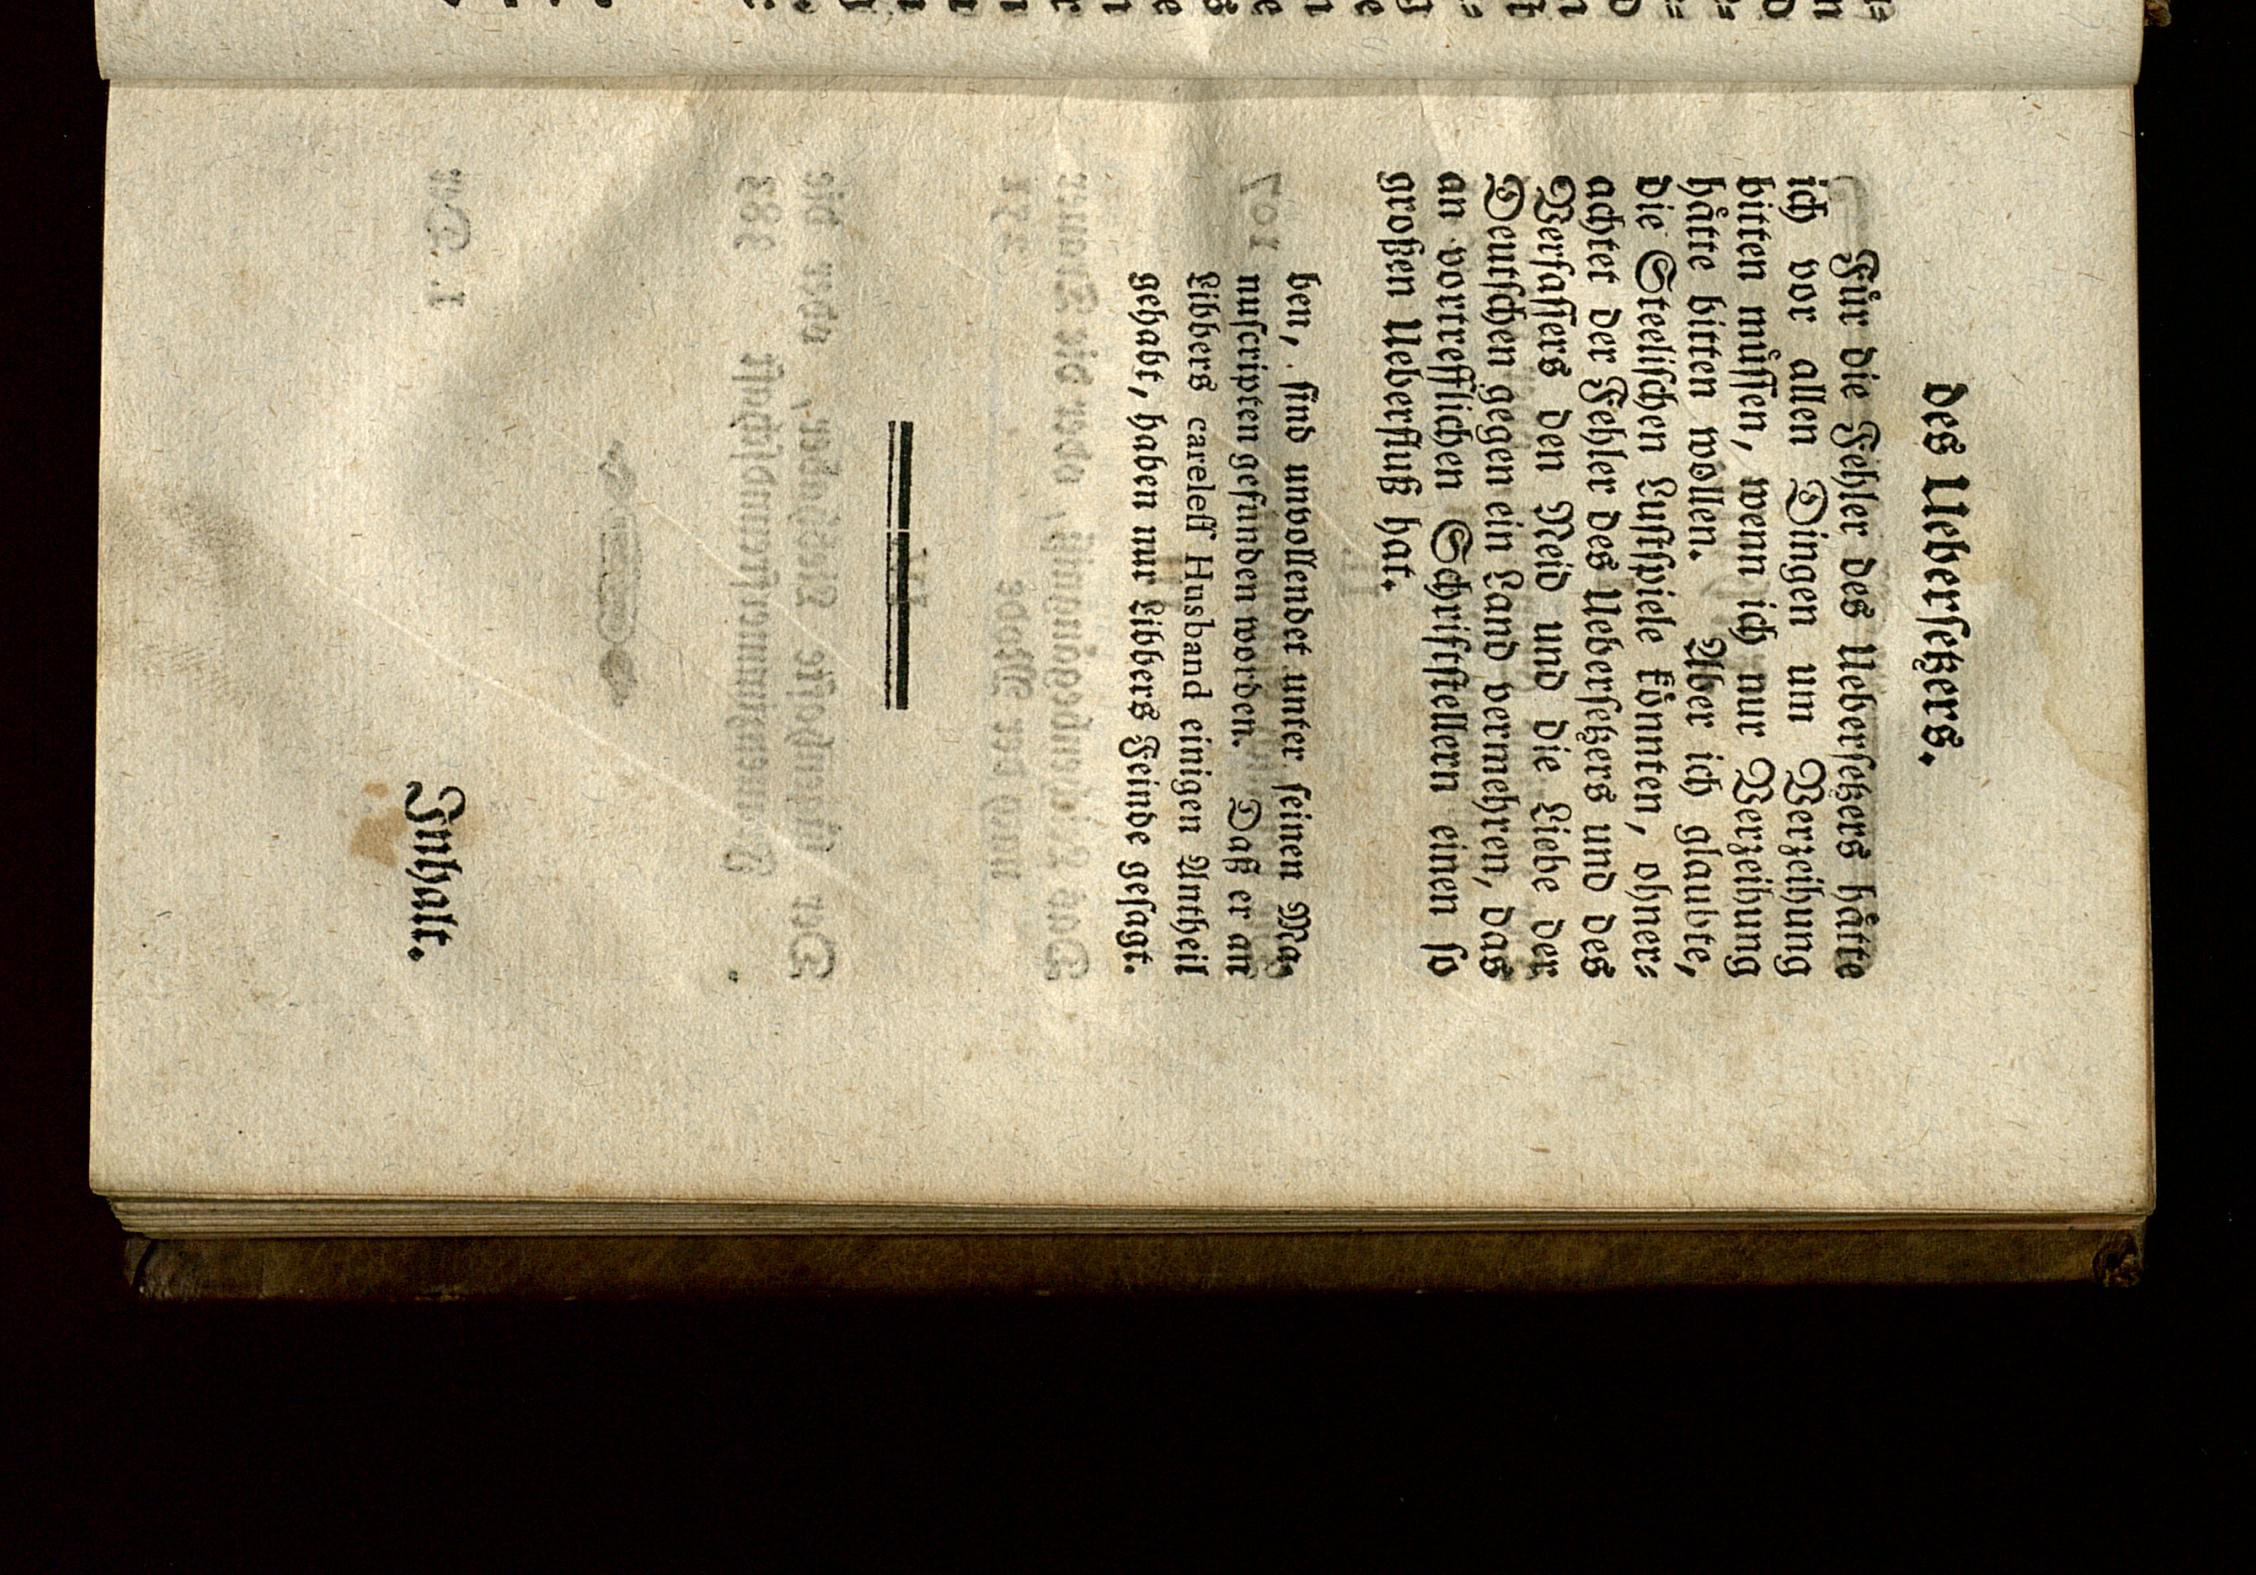 des Uebersetzers.
Für die Fehler des Uebersetzers hätte
ich vor allen Dingen um Verzeihung
bitten müssen, wenn ich nur Verzeihung
hätte bitten wollen. Aber ich glaubte,
die Steelischen Lustspiele könnten, ohner⸗
achtet der Fehler des Uebersetzers und des
Verfassers den Neid und die Liebe der
Deutschen gegen ein Land vermehren, das
an vortrefflichen Schriftstellern einen so
großen Ueberfluß hat.
ben, sind unvollendet unter seinen Ma⸗
nuscripten gefunden worden. Daß er an
Cibbers careless Husband einigen Antheil
gehabt, haben nur Cibbers Feinde gesagt.
Inhalt.